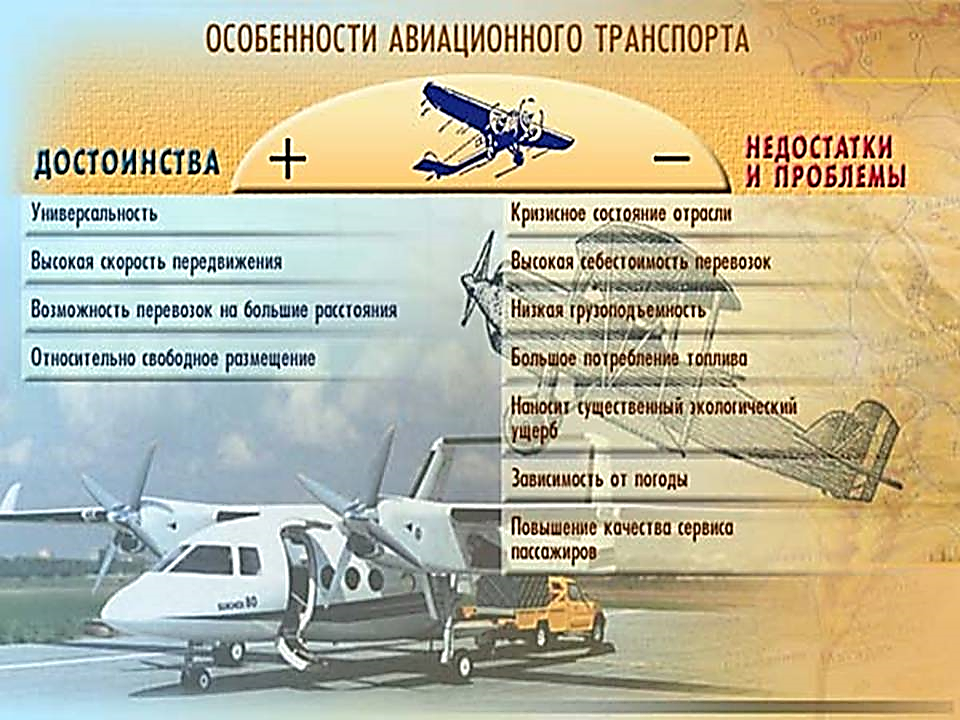 ОСОБЕННОСТИ АВИАЦИОННОГО ТРАНСПОРТА
ДОСТОИНСТВА
+
−
НЕДОСТАТКИ
И ПРОБЛЕМЫ
Универсальность
Высокая скорость передвижения
Возможность перевозок на большие расстояния
Относительно свободное размещение
Кризисное состояние отрасли
Высокая себестоимость перевозок
Низкая грузоподъемность
Большое потребление топлива
Наносит существенный экологический
ущерб
Зависимость от погоды
Повышение качества сервиса
пассажиров
80